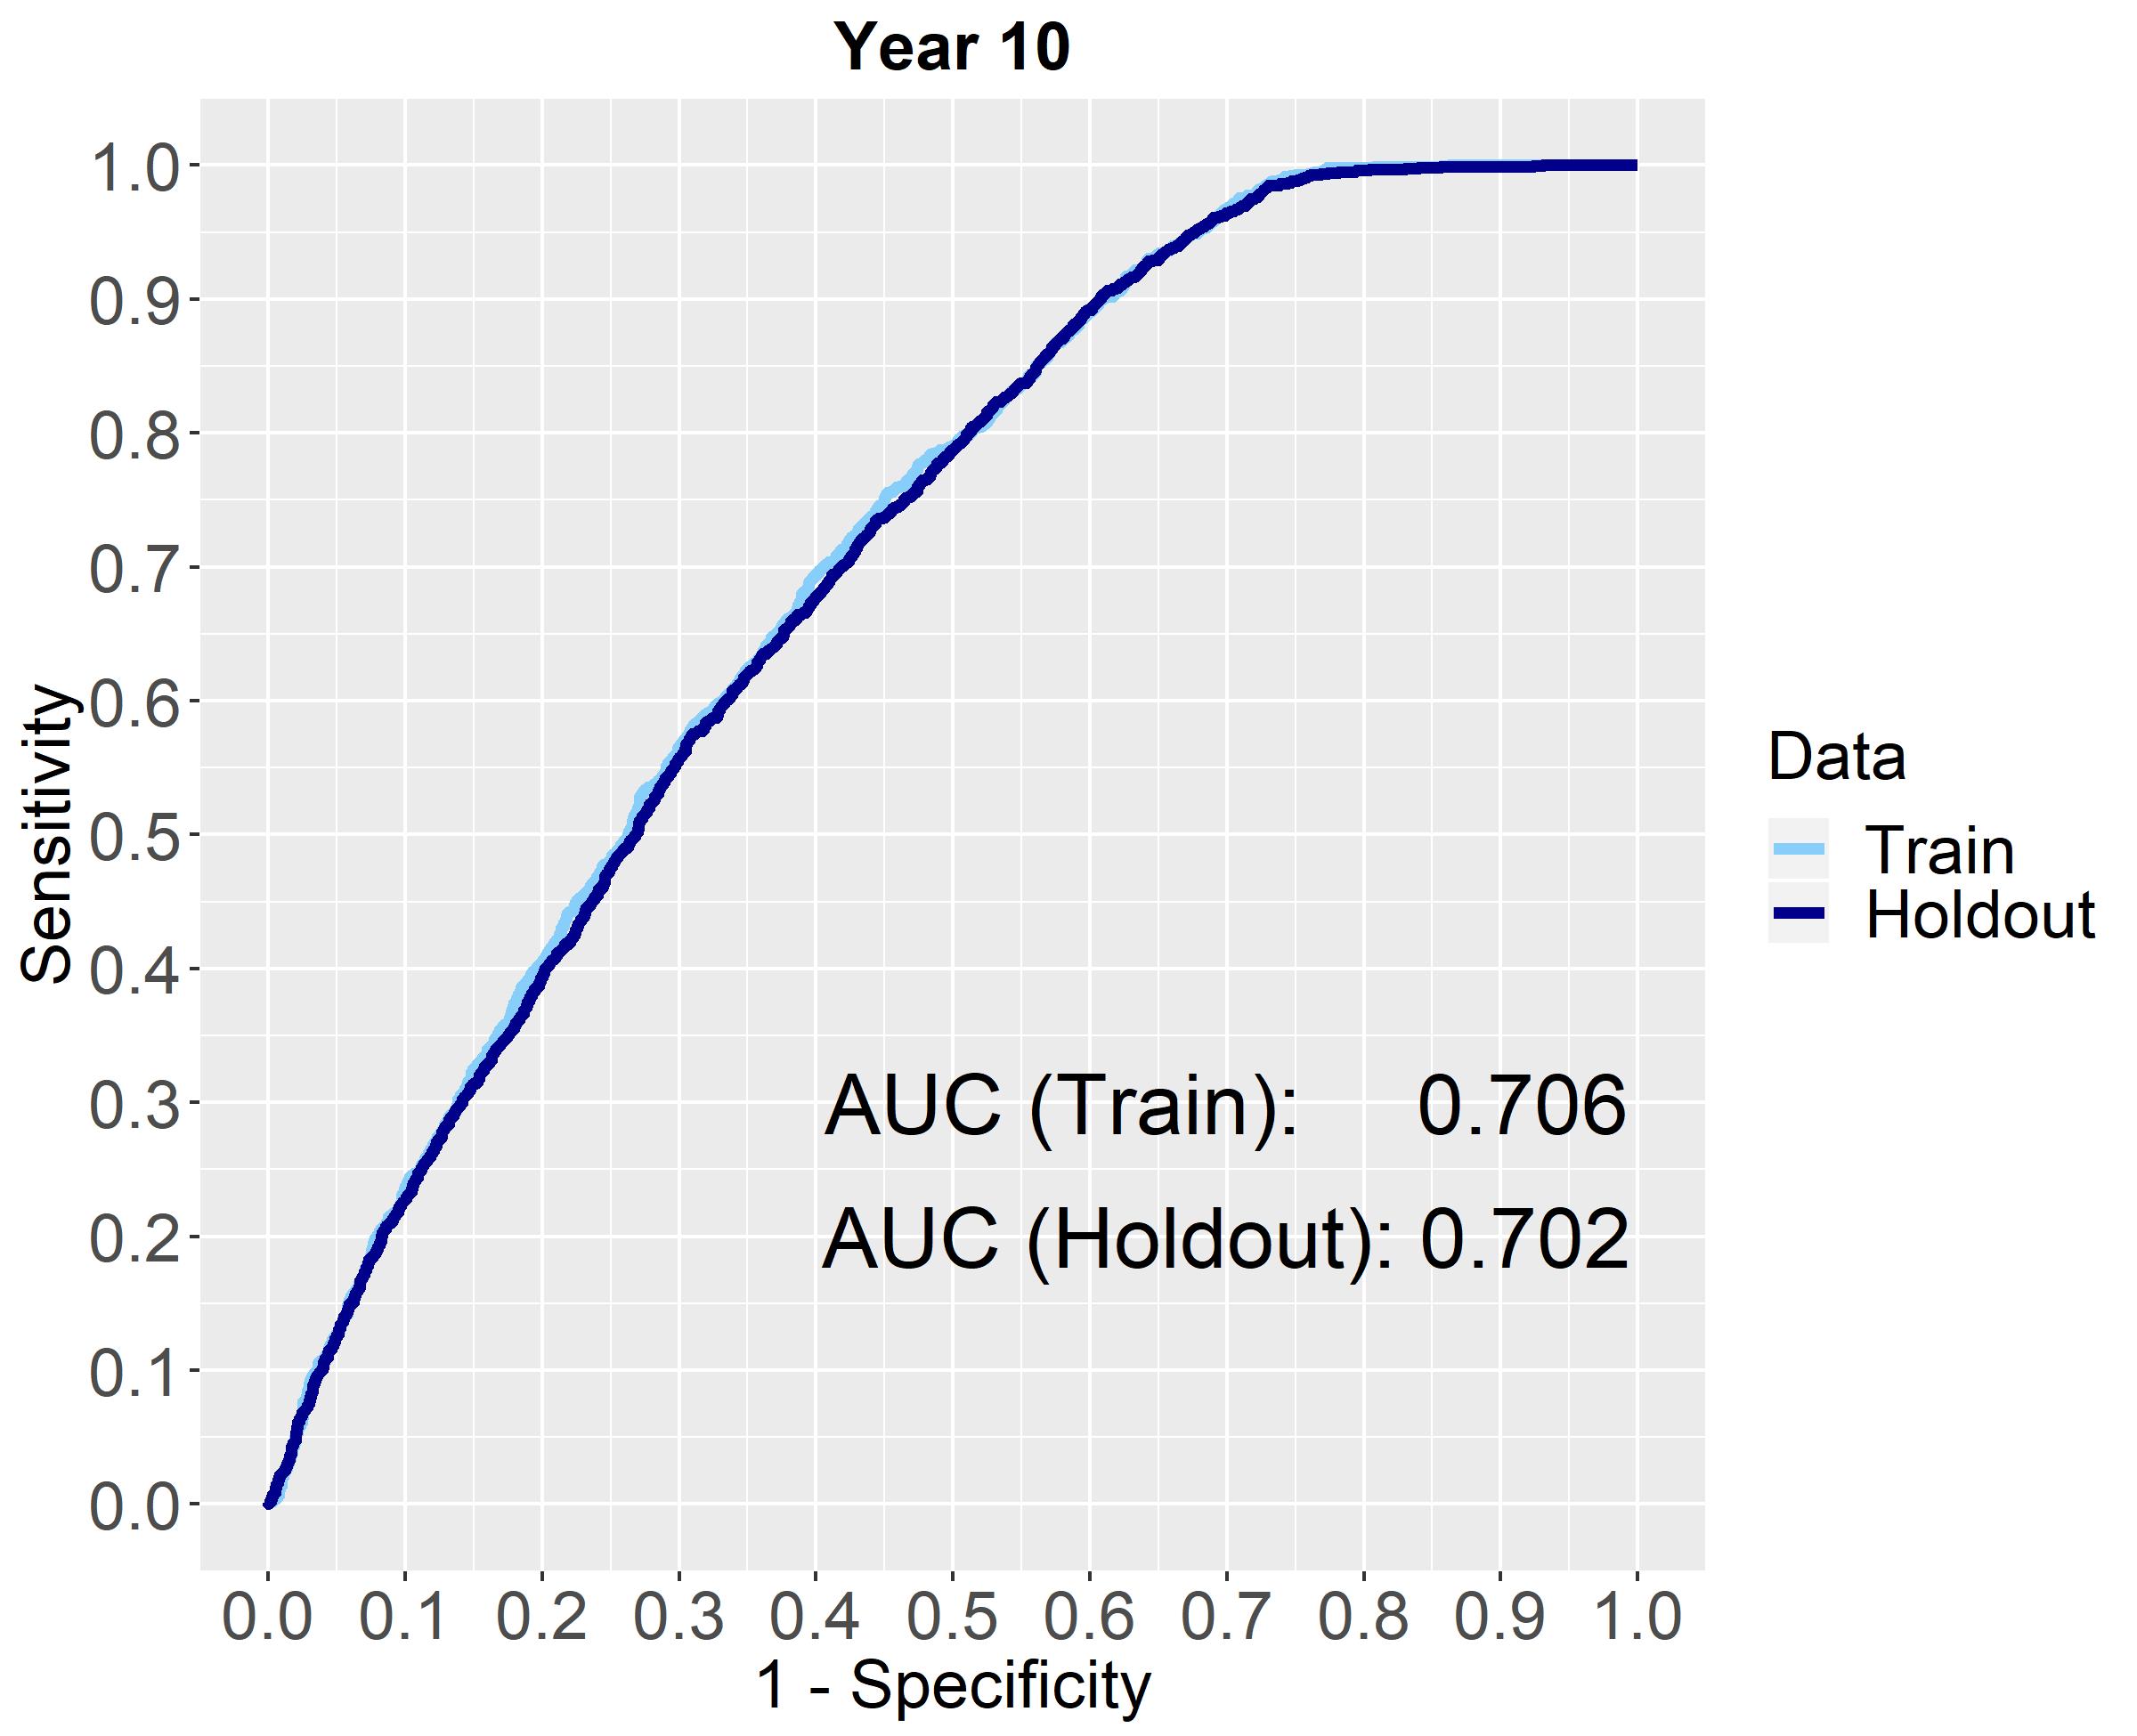 Year 10
1.0
0.9
0.8
0.7
0.6
0.5
0.4
0.3
0.2
0.1
0.0
Sensitivity
AUC (Train): 0.706
AUC (Holdout): 0.702
0.0 0.1 0.2 0.3 0.4 0.5 0.6 0.7 0.8 0.9 1.0
1 - Specificity
Data
Train
Holdout